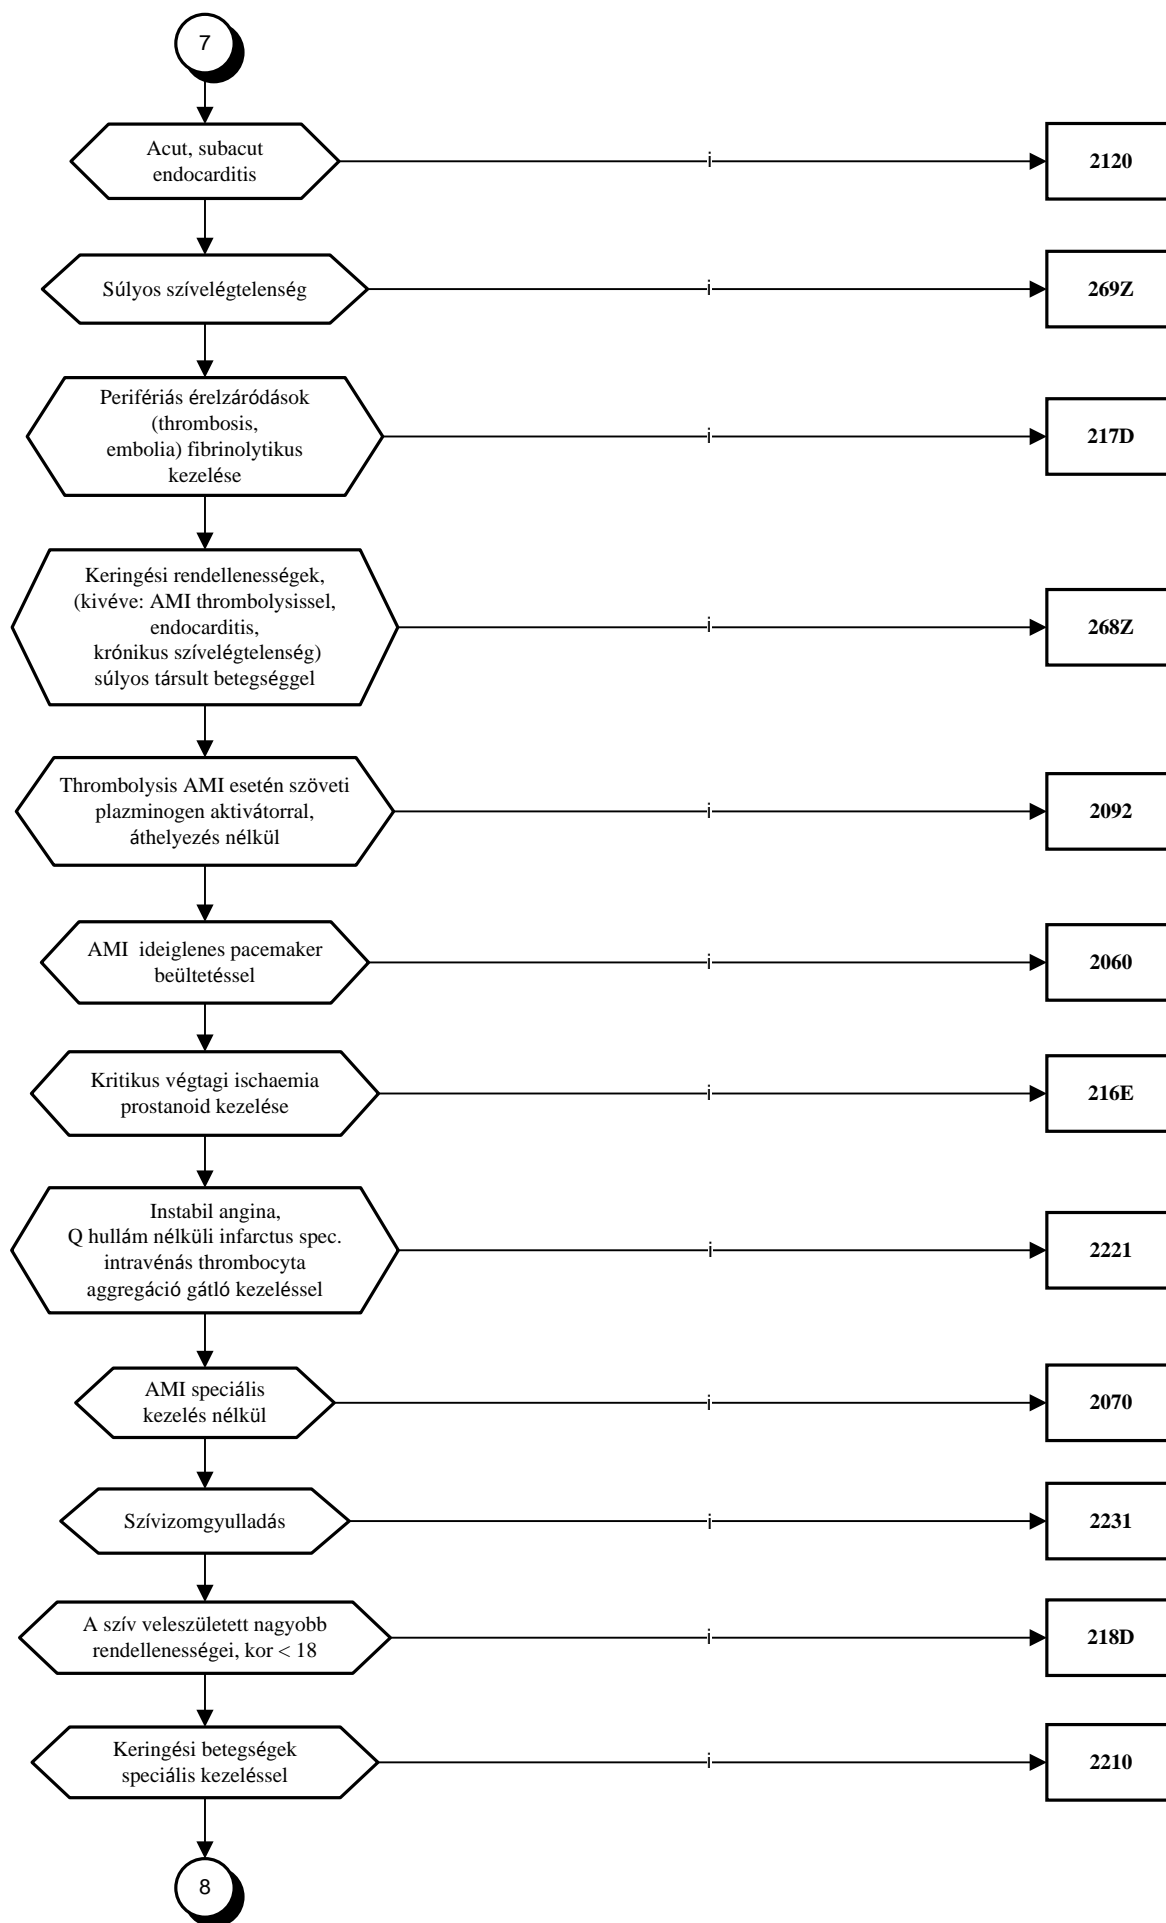 7
Acut, subacut
endocarditis
i
2120
Súlyos szívelégtelenség
i
269Z
Perifériás érelzáródások
(thrombosis,
embolia) fibrinolytikus
kezelése
i
217D
Keringési rendellenességek,
(kivéve: AMI thrombolysissel,
endocarditis,
krónikus szívelégtelenség)
súlyos társult betegséggel
i
268Z
Thrombolysis AMI esetén szöveti
plazminogen aktivátorral,
áthelyezés nélkül
i
2092
AMI ideiglenes pacemaker
beültetéssel
i
2060
Kritikus végtagi ischaemia
prostanoid kezelése
i
216E
Instabil angina,
Q hullám nélküli infarctus spec.
intravénás thrombocyta
aggregáció gátló kezeléssel
i
2221
AMI speciális
kezelés nélkül
i
2070
Szívizomgyulladás
i
2231
A szív veleszületett nagyobb
rendellenességei, kor < 18
i
218D
Keringési betegségek
speciális kezeléssel
i
2210
8